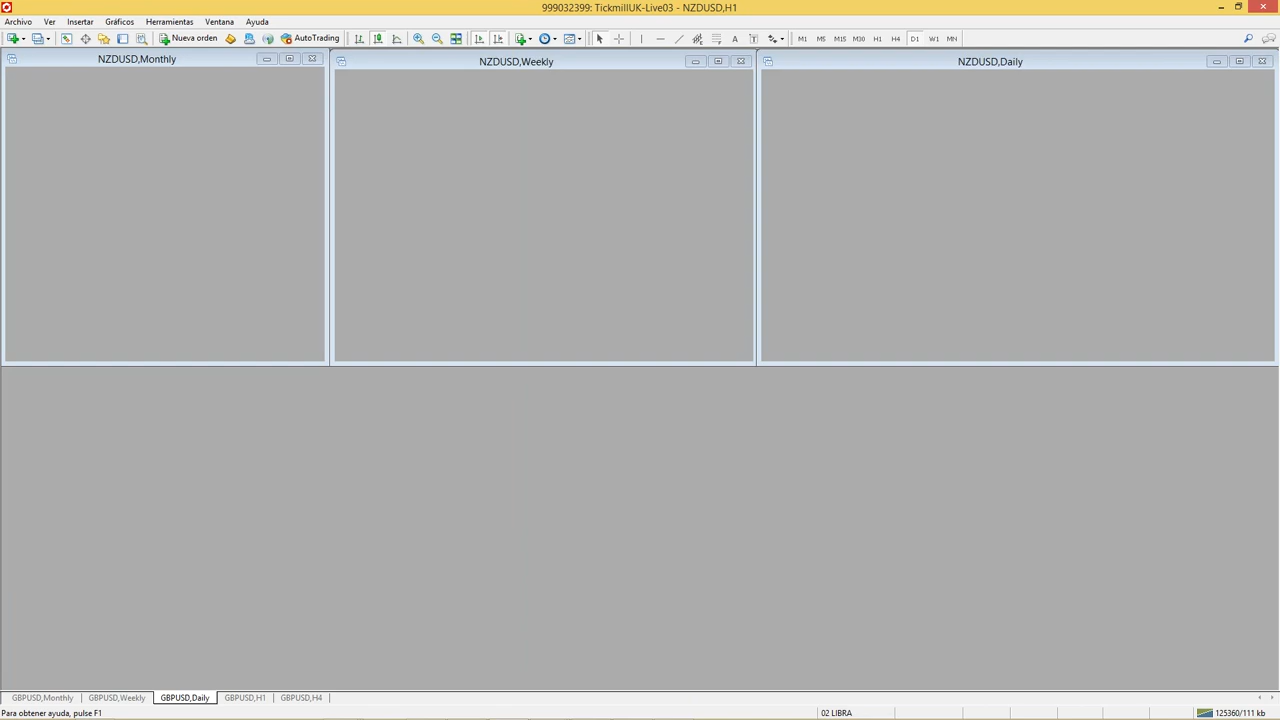 999032399: TickmillUK-Live03 - NZDUSD,H1
Archivo Ver Insertar Gráficos Herramientas Ventana Ayuda
Nueva orden AutoTrading A T M1 M5 M15 M30 H1 H4 D1 W1 MN
NZDUSD,Monthly NZDUSD,Weekly NZDUSD,Daily
GBPUSD,Monthly GBPUSD,Weekly GBPUSD,Daily GBPUSD,H1 GBPUSD,H4
Para obtener ayuda, pulse F1 02 LIBRA 125360/111 kb